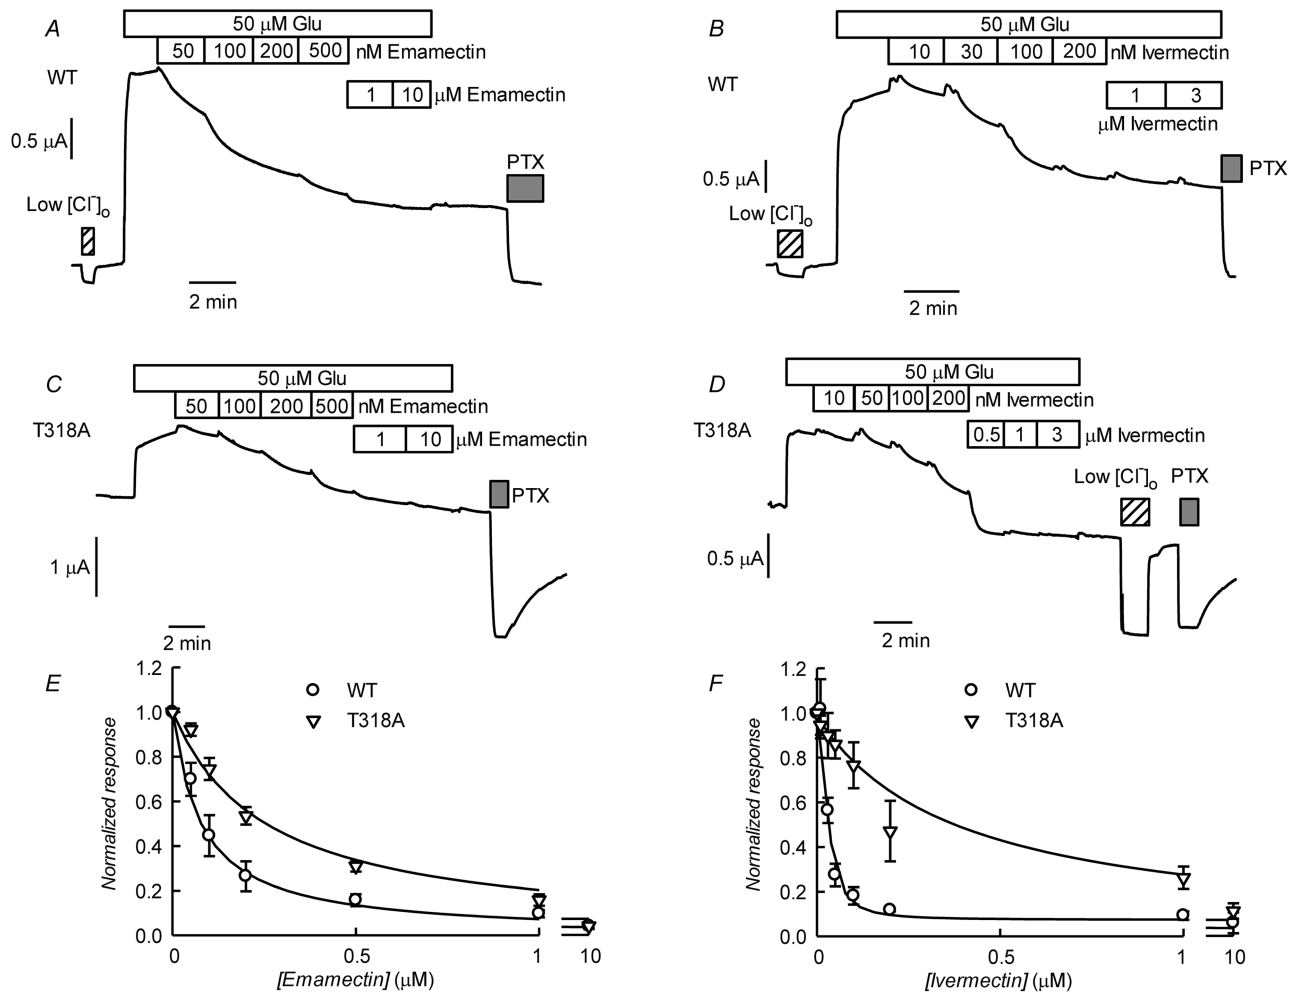 A
50 μM Glu
50 100 200 500 nM Emamectin
WT
1 10 μM Emamectin
0.5 μA
PTX
Low [Cl⁻]o
2 min
B
50 μM Glu
10 30 100 200 nM Ivermectin
WT
1 3
μM Ivermectin
0.5 μA
PTX
Low [Cl⁻]o
2 min
C
50 μM Glu
50 100 200 500 nM Emamectin
T318A
1 10 μM Emamectin
PTX
1 μA
2 min
D
50 μM Glu
10 50 100 200 nM Ivermectin
T318A
0.5 1 3 μM Ivermectin
Low [Cl⁻]o PTX
0.5 μA
2 min
E
WT
T318A
Normalized response
1.2
1.0
0.8
0.6
0.4
0.2
0.0
0 0.5 1 10
[Emamectin] (μM)
F
WT
T318A
Normalized response
1.2
1.0
0.8
0.6
0.4
0.2
0.0
0 0.5 1 10
[Ivermectin] (μM)